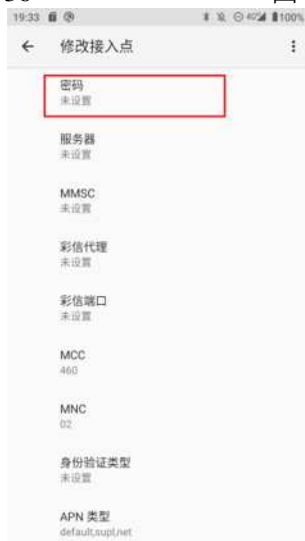 19:33 100%
修改接入点
密码
未设置
服务器
未设置
MMSC
未设置
彩信代理
未设置
彩信端口
未设置
MCC
460
MNC
02
身份验证类型
未设置
APN 类型
default,supl,net